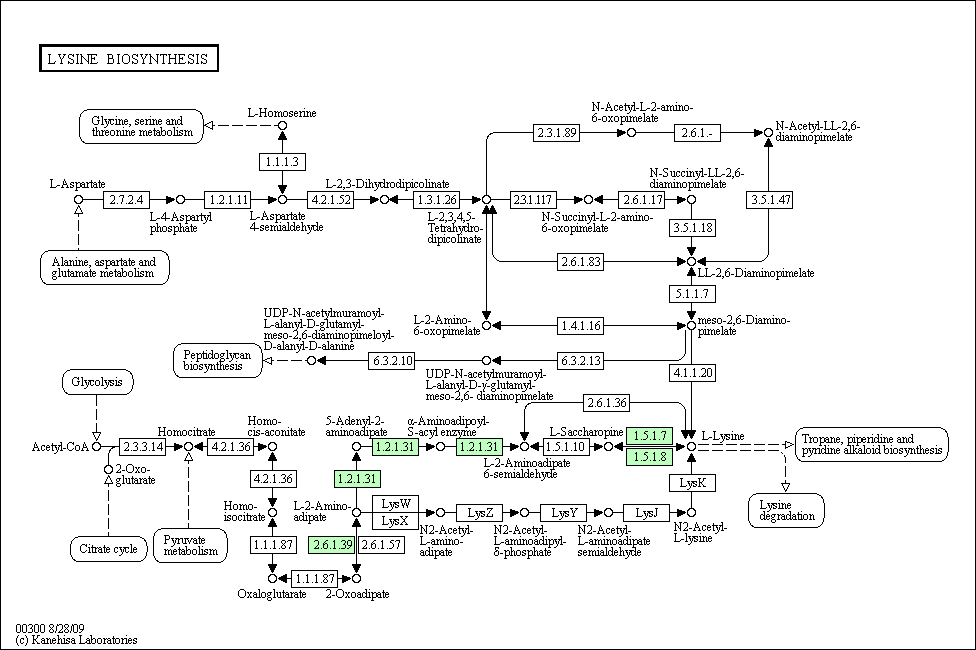 LYSINE BIOSYNTHESIS
Glycine, serine and
threonine metabolism
L-Homoserine
1.1.1.3
N-Acetyl-L-2-amino-
6-oxopimelate
2.3.1.89
2.6.1.-
N-Acetyl-LL-2,6-
diaminopimelate
L-Aspartate
2.7.2.4
L-4-Aspartyl
phosphate
1.2.1.11
L-Aspartate
4-semialdehyde
4.2.1.52
L-2,3-Dihydrodipicolinate
1.3.1.26
L-2,3,4,5-
Tetrahydro-
dipicolinate
2.3.1.117
N-Succinyl-L-2-amino-
6-oxopimelate
2.6.1.17
N-Succinyl-LL-2,6-
diaminopimelate
3.5.1.47
3.5.1.18
Alanine, aspartate and
glutamate metabolism
2.6.1.83
LL-2,6-Diaminopimelate
5.1.1.7
L-2-Amino-
6-oxopimelate
1.4.1.16
meso-2,6-Diamino-
pimelate
UDP-N-acetylmuramoyl-
L-alanyl-D-glutamyl-
meso-2,6-diaminopimeloyl-
D-alanyl-D-alanine
Peptidoglycan
biosynthesis
6.3.2.10
6.3.2.13
UDP-N-acetylmuramoyl-
L-alanyl-D-γ-glutamyl-
meso-2,6- diaminopimelate
4.1.1.20
Glycolysis
2.6.1.36
Acetyl-CoA
2.3.3.14
Homocitrate
4.2.1.36
Homo-
cis-aconitate
5-Adenyl-2-
aminoadipate
1.2.1.31
α-Aminoadipoyl-
S-acyl enzyme
1.2.1.31
L-2-Aminoadipate
6-semialdehyde
1.5.1.10
L-Saccharopine
1.5.1.7
1.5.1.8
L-Lysine
Tropane, piperidine and
pyridine alkaloid biosynthesis
2-Oxo-
glutarate
4.2.1.36
1.2.1.31
LysK
Lysine
degradation
Homo-
isocitrate
L-2-Amino-
adipate
LysW
LysX
LysZ
LysY
LysJ
N2-Acetyl-
L-amino-
adipate
N2-Acetyl-
L-aminoadipyl-
δ-phosphate
N2-Acetyl-
L-aminoadipate
semialdehyde
N2-Acetyl-
L-lysine
Citrate cycle
Pyruvate
metabolism
1.1.1.87
2.6.1.39
2.6.1.57
1.1.1.87
Oxaloglutarate
2-Oxoadipate
00300 8/28/09
(c) Kanehisa Laboratories